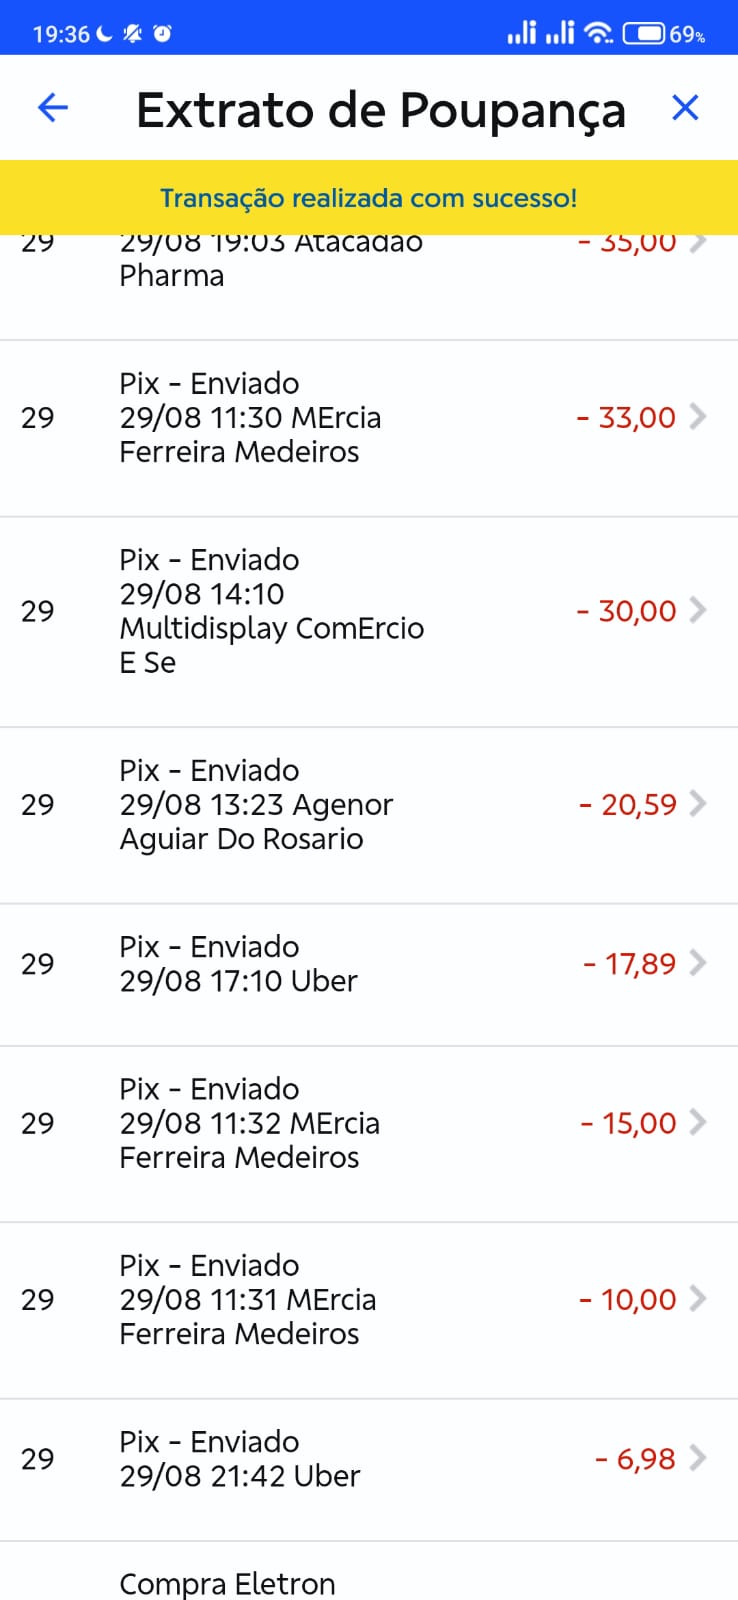 19:36
69%
Extrato de Poupança
Transação realizada com sucesso!
29 29/08 19:03 Atacadao - 35,00
Pharma
Pix - Enviado
29 29/08 11:30 MErcia - 33,00
Ferreira Medeiros
Pix - Enviado
29/08 14:10
29 Multidisplay ComErcio - 30,00
E Se
Pix - Enviado
29 29/08 13:23 Agenor - 20,59
Aguiar Do Rosario
Pix - Enviado
29 29/08 17:10 Uber - 17,89
Pix - Enviado
29 29/08 11:32 MErcia - 15,00
Ferreira Medeiros
Pix - Enviado
29 29/08 11:31 MErcia - 10,00
Ferreira Medeiros
Pix - Enviado
29 29/08 21:42 Uber - 6,98
Compra Eletron